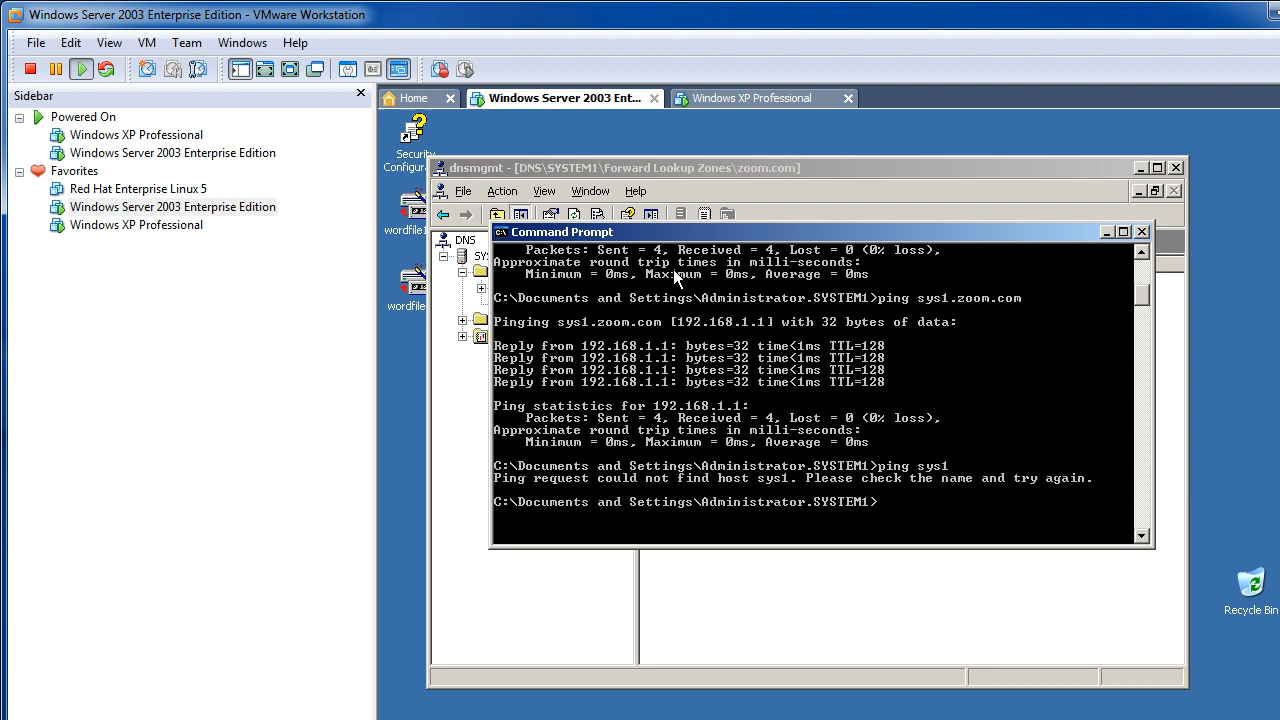 Windows Server 2003 Enterprise Edition - VMware Workstation
File Edit View VM Team Windows Help
Sidebar
Powered On
Windows XP Professional
Windows Server 2003 Enterprise Edition
Favorites
Red Hat Enterprise Linux 5
Windows Server 2003 Enterprise Edition
Windows XP Professional
Home Windows Server 2003 Ent... Windows XP Professional
Security
Configur
wordfile1
wordfile
dnsmgmt - [DNS\SYSTEM1\Forward Lookup Zones\zoom.com]
File Action View Window Help
DNS
SY
Command Prompt
Packets: Sent = 4, Received = 4, Lost = 0 (0% loss),
Approximate round trip times in milli-seconds:
Minimum = 0ms, Maximum = 0ms, Average = 0ms
C:\Documents and Settings\Administrator.SYSTEM1>ping sys1.zoom.com
Pinging sys1.zoom.com [192.168.1.1] with 32 bytes of data:
Reply from 192.168.1.1: bytes=32 time<1ms TTL=128
Reply from 192.168.1.1: bytes=32 time<1ms TTL=128
Reply from 192.168.1.1: bytes=32 time<1ms TTL=128
Reply from 192.168.1.1: bytes=32 time<1ms TTL=128
Ping statistics for 192.168.1.1:
Packets: Sent = 4, Received = 4, Lost = 0 (0% loss),
Approximate round trip times in milli-seconds:
Minimum = 0ms, Maximum = 0ms, Average = 0ms
C:\Documents and Settings\Administrator.SYSTEM1>ping sys1
Ping request could not find host sys1. Please check the name and try again.
C:\Documents and Settings\Administrator.SYSTEM1>
Recycle Bin